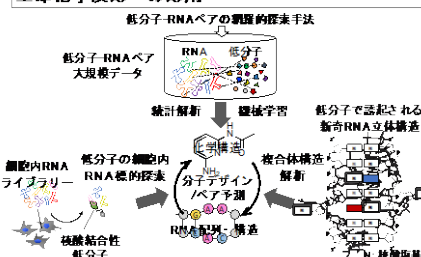 低分子-RNAペアの網羅的探索手法
低分子-RNAペア
大規模データ
RNA 低分子
統計解析 機械学習
低分子で誘起される
新奇RNA立体構造
化学構造
NH₂
細胞内RNA
ライブラリー
低分子の細胞内
RNA標的探索
分子デザイン
/ペア予測
複合体構造
解析
RNA配列・構造
核酸結合性
低分子